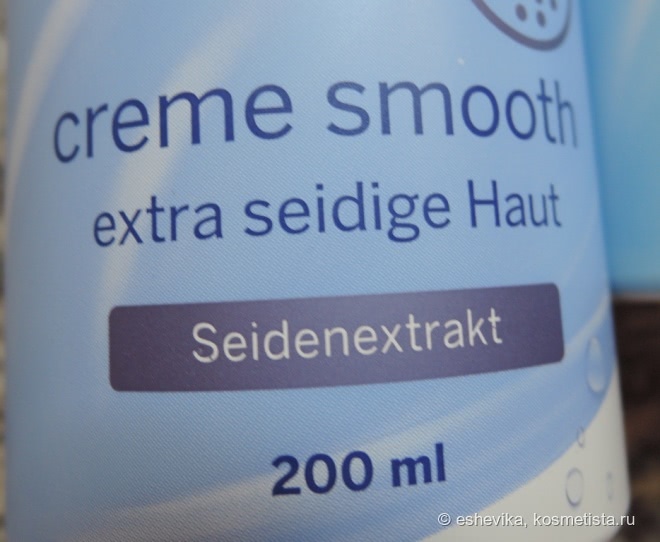 creme smooth
extra seidige Haut
Seidenextrakt
200 ml
© eshevika, kosmetista.ru